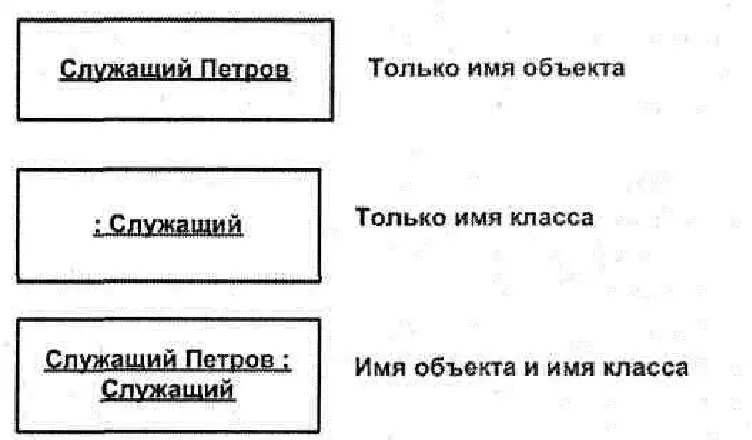 Служащий Петров
Только имя объекта
: Служащий
Только имя класса
Служащий Петров :
Служащий
Имя объекта и имя класса